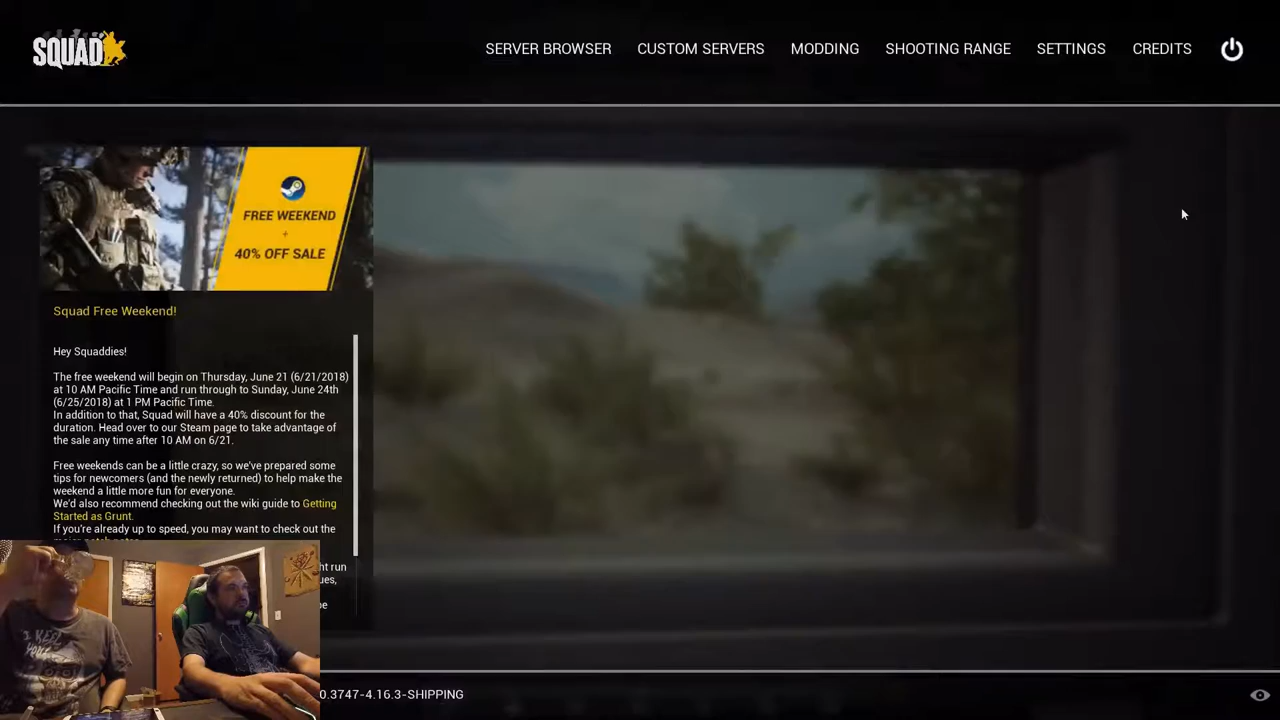 SQUAD
SERVER BROWSER
CUSTOM SERVERS
MODDING
SHOOTING RANGE
SETTINGS
CREDITS
FREE WEEKEND
+
40% OFF SALE
Squad Free Weekend!
Hey Squaddies!
The free weekend will begin on Thursday, June 21 (6/21/2018)
at 10 AM Pacific Time and run through to Sunday, June 24th
(6/25/2018) at 1 PM Pacific Time.
In addition to that, Squad will have a 40% discount for the
duration. Head over to our Steam page to take advantage of
the sale any time after 10 AM on 6/21.
Free weekends can be a little crazy, so we've prepared some
tips for newcomers (and the newly returned) to help make the
weekend a little more fun for everyone.
We'd also recommend checking out the wiki guide to Getting
Started as Grunt.
If you're already up to speed, you may want to check out the
run
0.3747-4.16.3-SHIPPING